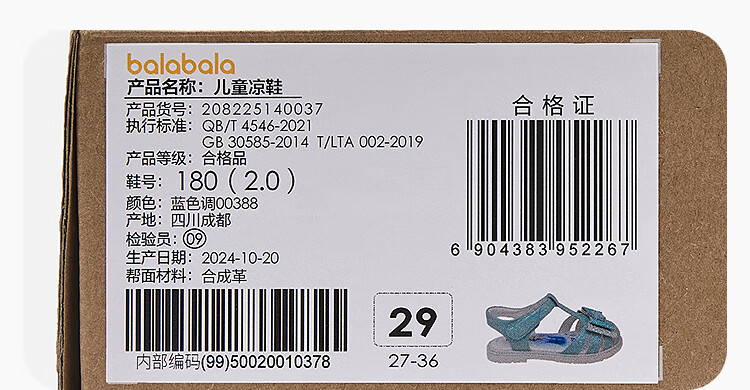 balabala
产品名称：儿童凉鞋
产品货号：208225140037
执行标准：QB/T 4546-2021
GB 30585-2014 T/LTA 002-2019
产品等级：合格品
鞋号：180（2.0）
颜色：蓝色调00388
产地：四川成都
检验员：09
生产日期：2024-10-20
帮面材料：合成革
内部编码(99)50020010378
合格证
6 904383 952267
29
27-36